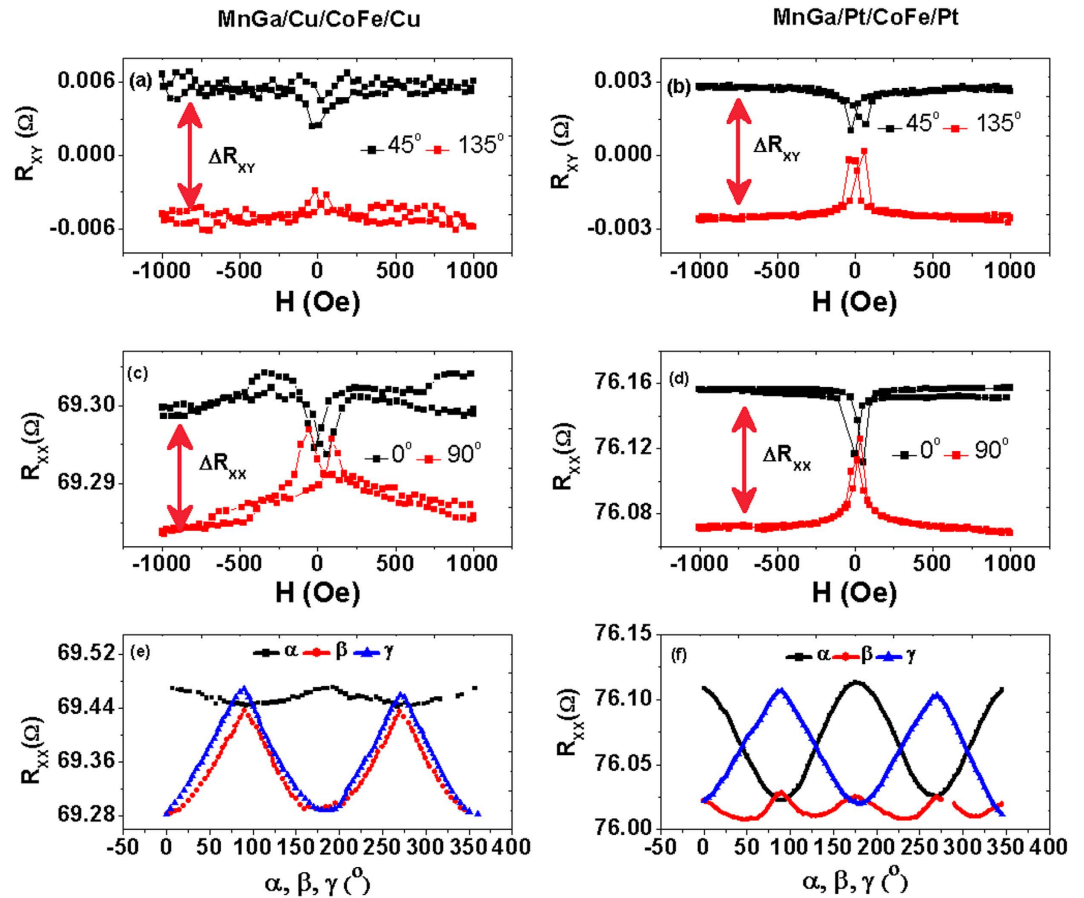 MnGa/Cu/CoFe/Cu
MnGa/Pt/CoFe/Pt
(a)
0.006
0.000
-0.006
R_XY (Ω)
ΔR_XY
45° 135°
-1000 -500 0 500 1000
H (Oe)
(b)
0.003
0.000
-0.003
R_XY (Ω)
ΔR_XY
45° 135°
-1000 -500 0 500 1000
H (Oe)
(c)
69.30
69.29
R_XX(Ω)
ΔR_XX
0° 90°
-1000 -500 0 500 1000
H (Oe)
(d)
76.16
76.12
76.08
R_XX(Ω)
ΔR_XX
0° 90°
-1000 -500 0 500 1000
H (Oe)
(e)
α β γ
69.52
69.44
69.36
69.28
R_XX(Ω)
-50 0 50 100 150 200 250 300 350 400
α, β, γ (°)
(f)
α β γ
76.15
76.10
76.05
76.00
R_XX(Ω)
-50 0 50 100 150 200 250 300 350 400
α, β, γ (°)